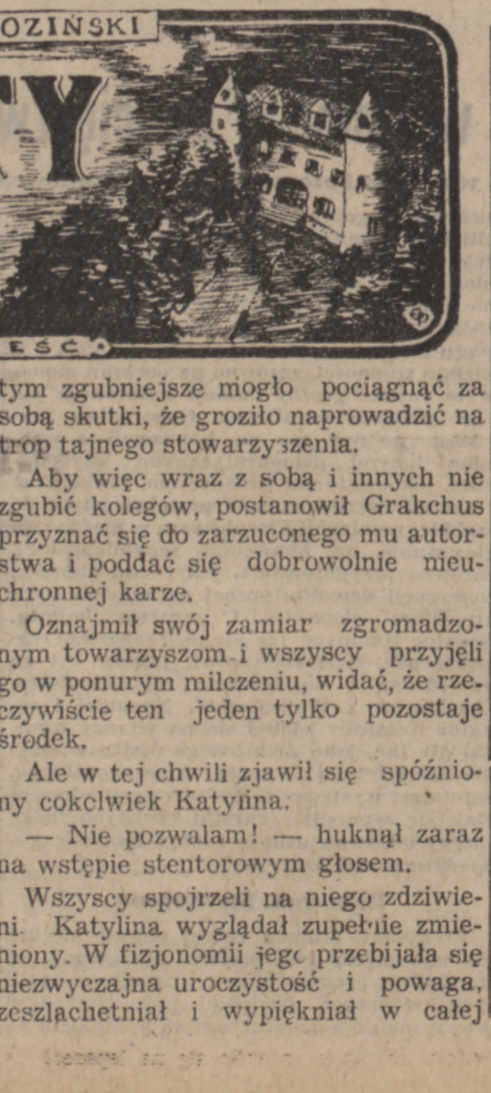 OZIŃSKI
TY
EŚĆ
tym zgubniejsze mogło pociągnąć za
sobą skutki, że groziło naprowadzić na
trop tajnego stowarzyszenia.
Aby więc wraz z sobą i innych nie
zgubić kolegów, postanowił Grakchus
przyznać się do zarzuconego mu autor-
stwa i poddać się dobrowolnie nieu-
chronnej karze.
Oznajmił swój zamiar zgromadzo-
nym towarzyszom i wszyscy przyjęli
go w ponurym milczeniu, widać, że rze-
czywiście ten jeden tylko pozostaje
środek.
Ale w tej chwili zjawił się spóźnio-
ny cokolwiek Katylina.
— Nie pozwalam! — huknął zaraz
na wstępie stentorowym głosem.
Wszyscy spojrzeli na niego zdziwie-
ni. Katylina wyglądał zupełnie zmie-
niony. W fizjonomii jego przebijała się
niezwyczajna uroczystość i powaga,
zeszlachetniał i wypiękniał w całej